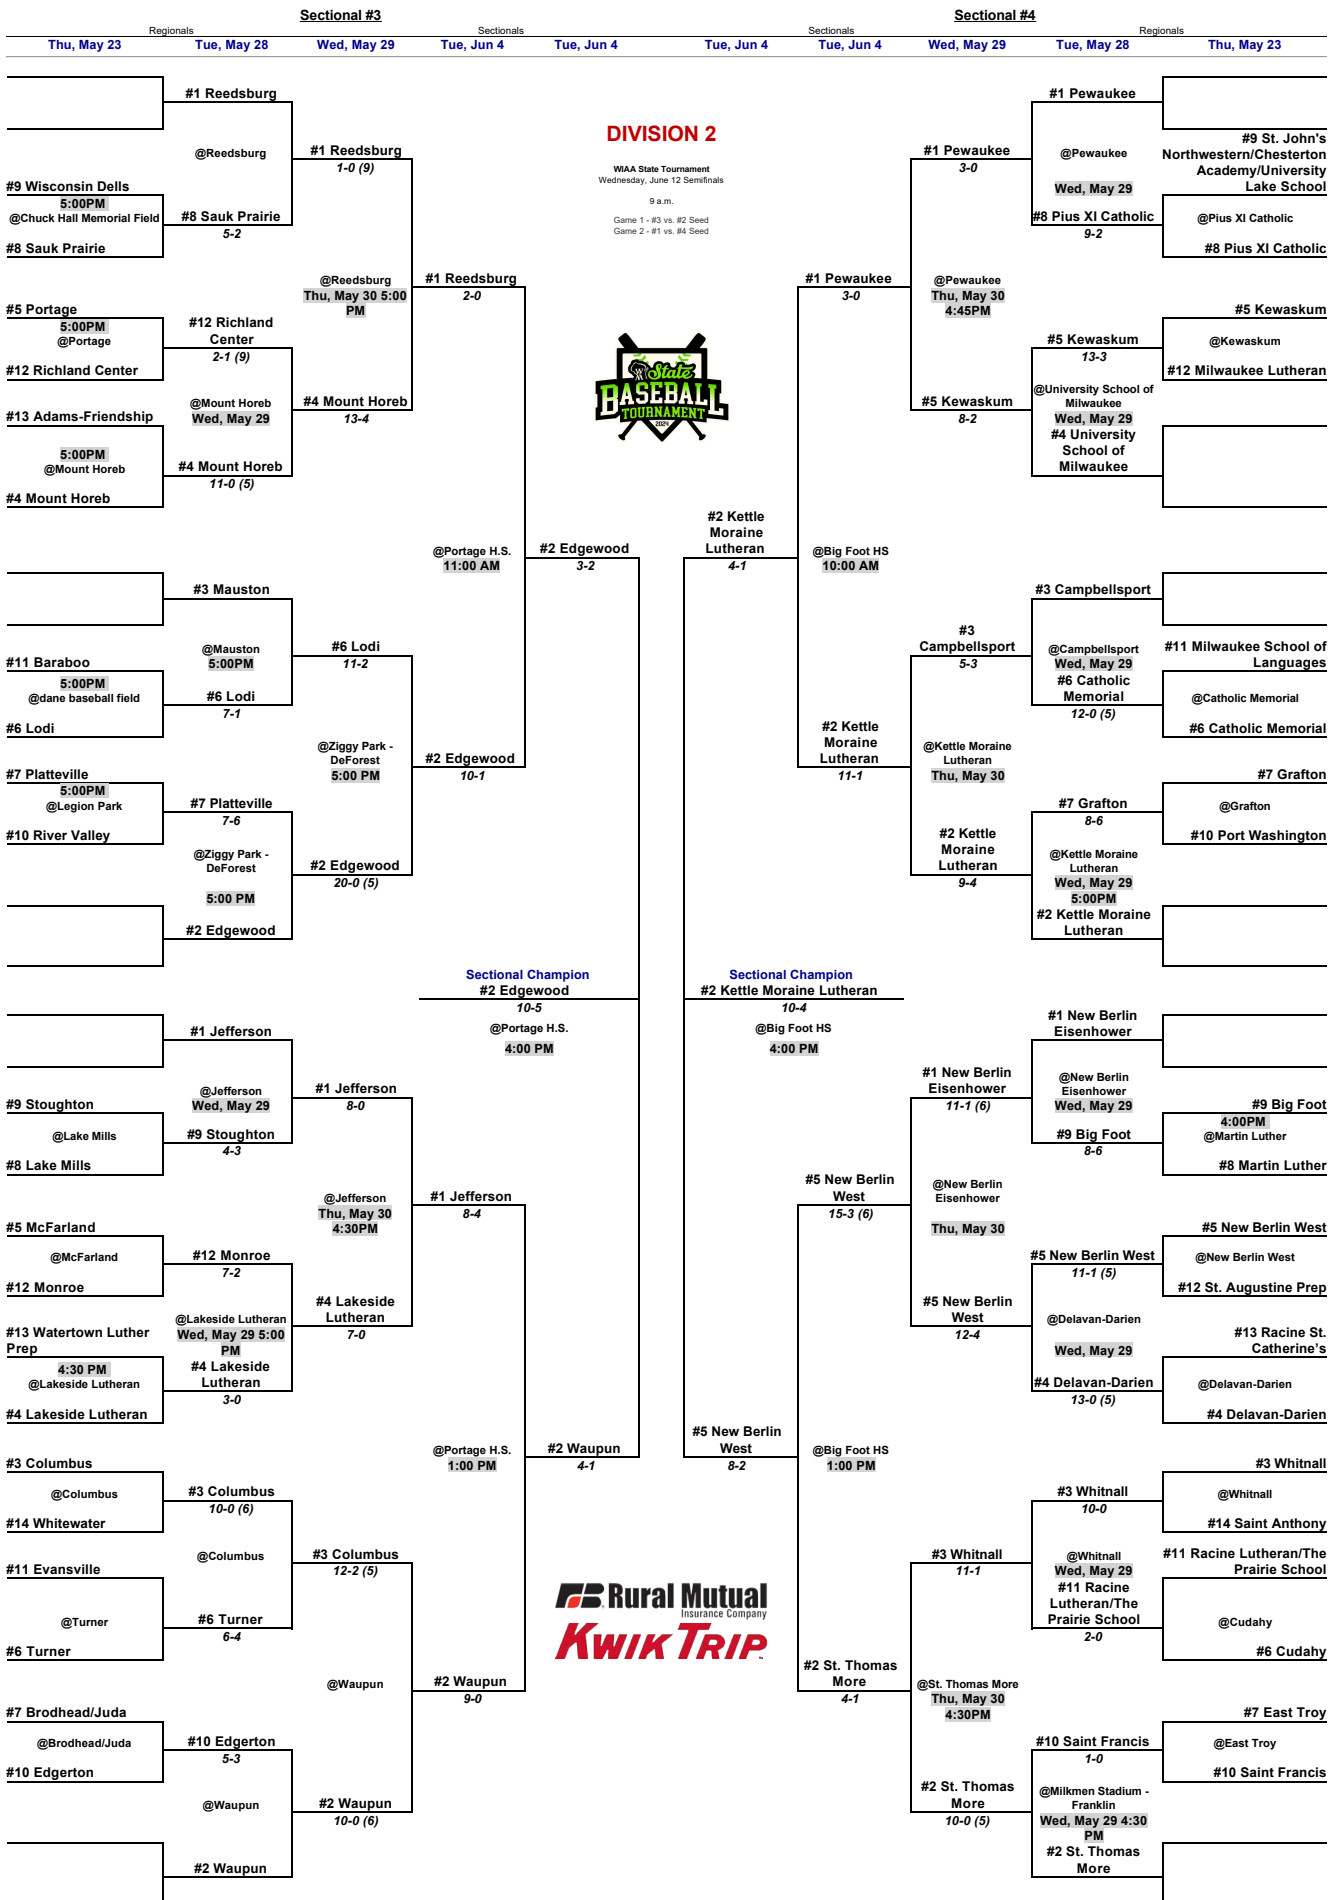 Sectional #3
Sectional #4
Regionals
Sectionals
Sectionals
Regionals
Thu, May 23
Tue, May 28
Wed, May 29
Tue, Jun 4
Tue, Jun 4
Tue, Jun 4
Tue, Jun 4
Wed, May 29
Tue, May 28
Thu, May 23
#9 Wisconsin Dells
5:00PM
@Chuck Hall Memorial Field
#8 Sauk Prairie
#5 Portage
5:00PM
@Portage
#12 Richland Center
#13 Adams-Friendship
5:00PM
@Mount Horeb
#4 Mount Horeb
#11 Baraboo
5:00PM
@dane baseball field
#6 Lodi
#7 Platteville
5:00PM
@Legion Park
#10 River Valley
#9 Stoughton
@Lake Mills
#8 Lake Mills
#5 McFarland
@McFarland
#12 Monroe
#13 Watertown Luther
Prep
4:30 PM
@Lakeside Lutheran
#4 Lakeside Lutheran
#3 Columbus
@Columbus
#14 Whitewater
#11 Evansville
@Turner
#6 Turner
#7 Brodhead/Juda
@Brodhead/Juda
#10 Edgerton
#1 Reedsburg
@Reedsburg
#8 Sauk Prairie
5-2
#12 Richland
Center
2-1 (9)
@Mount Horeb
Wed, May 29
#4 Mount Horeb
11-0 (5)
#3 Mauston
@Mauston
5:00PM
#6 Lodi
7-1
#7 Platteville
7-6
@Ziggy Park -
DeForest
5:00 PM
#2 Edgewood
#1 Jefferson
@Jefferson
Wed, May 29
#9 Stoughton
4-3
#12 Monroe
7-2
@Lakeside Lutheran
Wed, May 29 5:00
PM
#4 Lakeside
Lutheran
3-0
#3 Columbus
10-0 (6)
@Columbus
#6 Turner
6-4
#10 Edgerton
5-3
@Waupun
#2 Waupun
#1 Reedsburg
1-0 (9)
@Reedsburg
Thu, May 30 5:00
PM
#4 Mount Horeb
13-4
#6 Lodi
11-2
@Ziggy Park -
DeForest
5:00 PM
#2 Edgewood
20-0 (5)
#1 Jefferson
8-0
@Jefferson
Thu, May 30
4:30PM
#4 Lakeside
Lutheran
7-0
#3 Columbus
12-2 (5)
@Waupun
#2 Waupun
10-0 (6)
#1 Reedsburg
2-0
@Portage H.S.
11:00 AM
#2 Edgewood
10-1
#1 Jefferson
8-4
@Portage H.S.
1:00 PM
#2 Waupun
9-0
#2 Edgewood
3-2
#2 Waupun
4-1
Sectional Champion
#2 Edgewood
10-5
@Portage H.S.
4:00 PM
DIVISION 2
WIAA State Tournament
Wednesday, June 12 Semifinals
9 a.m.
Game 1 - #3 vs. #2 Seed
Game 2 - #1 vs. #4 Seed
State
BASEBALL
TOURNAMENT
2024
Rural Mutual
Insurance Company
KWIK TRIP
Sectional Champion
#2 Kettle Moraine Lutheran
10-4
@Big Foot HS
4:00 PM
#2 Kettle
Moraine
Lutheran
4-1
#5 New Berlin
West
8-2
#1 Pewaukee
3-0
@Big Foot HS
10:00 AM
#2 Kettle
Moraine
Lutheran
11-1
#5 New Berlin
West
15-3 (6)
@Big Foot HS
1:00 PM
#2 St. Thomas
More
4-1
#1 Pewaukee
3-0
@Pewaukee
Thu, May 30
4:45PM
#5 Kewaskum
8-2
#3
Campbellsport
5-3
@Kettle Moraine
Lutheran
Thu, May 30
#2 Kettle
Moraine
Lutheran
9-4
#1 New Berlin
Eisenhower
11-1 (6)
@New Berlin
Eisenhower
Thu, May 30
#5 New Berlin
West
12-4
#3 Whitnall
11-1
@St. Thomas More
Thu, May 30
4:30PM
#2 St. Thomas
More
10-0 (5)
#1 Pewaukee
@Pewaukee
Wed, May 29
#8 Pius XI Catholic
9-2
#5 Kewaskum
13-3
@University School of
Milwaukee
Wed, May 29
#4 University
School of
Milwaukee
#3 Campbellsport
@Campbellsport
Wed, May 29
#6 Catholic
Memorial
12-0 (5)
#7 Grafton
8-6
@Kettle Moraine
Lutheran
Wed, May 29
5:00PM
#2 Kettle Moraine
Lutheran
#1 New Berlin
Eisenhower
@New Berlin
Eisenhower
Wed, May 29
#9 Big Foot
8-6
#5 New Berlin West
11-1 (5)
@Delavan-Darien
Wed, May 29
#4 Delavan-Darien
13-0 (5)
#3 Whitnall
10-0
@Whitnall
Wed, May 29
#11 Racine
Lutheran/The
Prairie School
2-0
#10 Saint Francis
1-0
@Milkmen Stadium -
Franklin
Wed, May 29 4:30
PM
#2 St. Thomas
More
#9 St. John's
Northwestern/Chesterton
Academy/University
Lake School
@Pius XI Catholic
#8 Pius XI Catholic
#5 Kewaskum
@Kewaskum
#12 Milwaukee Lutheran
#11 Milwaukee School of
Languages
@Catholic Memorial
#6 Catholic Memorial
#7 Grafton
@Grafton
#10 Port Washington
#9 Big Foot
4:00PM
@Martin Luther
#8 Martin Luther
#5 New Berlin West
@New Berlin West
#12 St. Augustine Prep
#13 Racine St.
Catherine's
@Delavan-Darien
#4 Delavan-Darien
#3 Whitnall
@Whitnall
#14 Saint Anthony
#11 Racine Lutheran/The
Prairie School
@Cudahy
#6 Cudahy
#7 East Troy
@East Troy
#10 Saint Francis